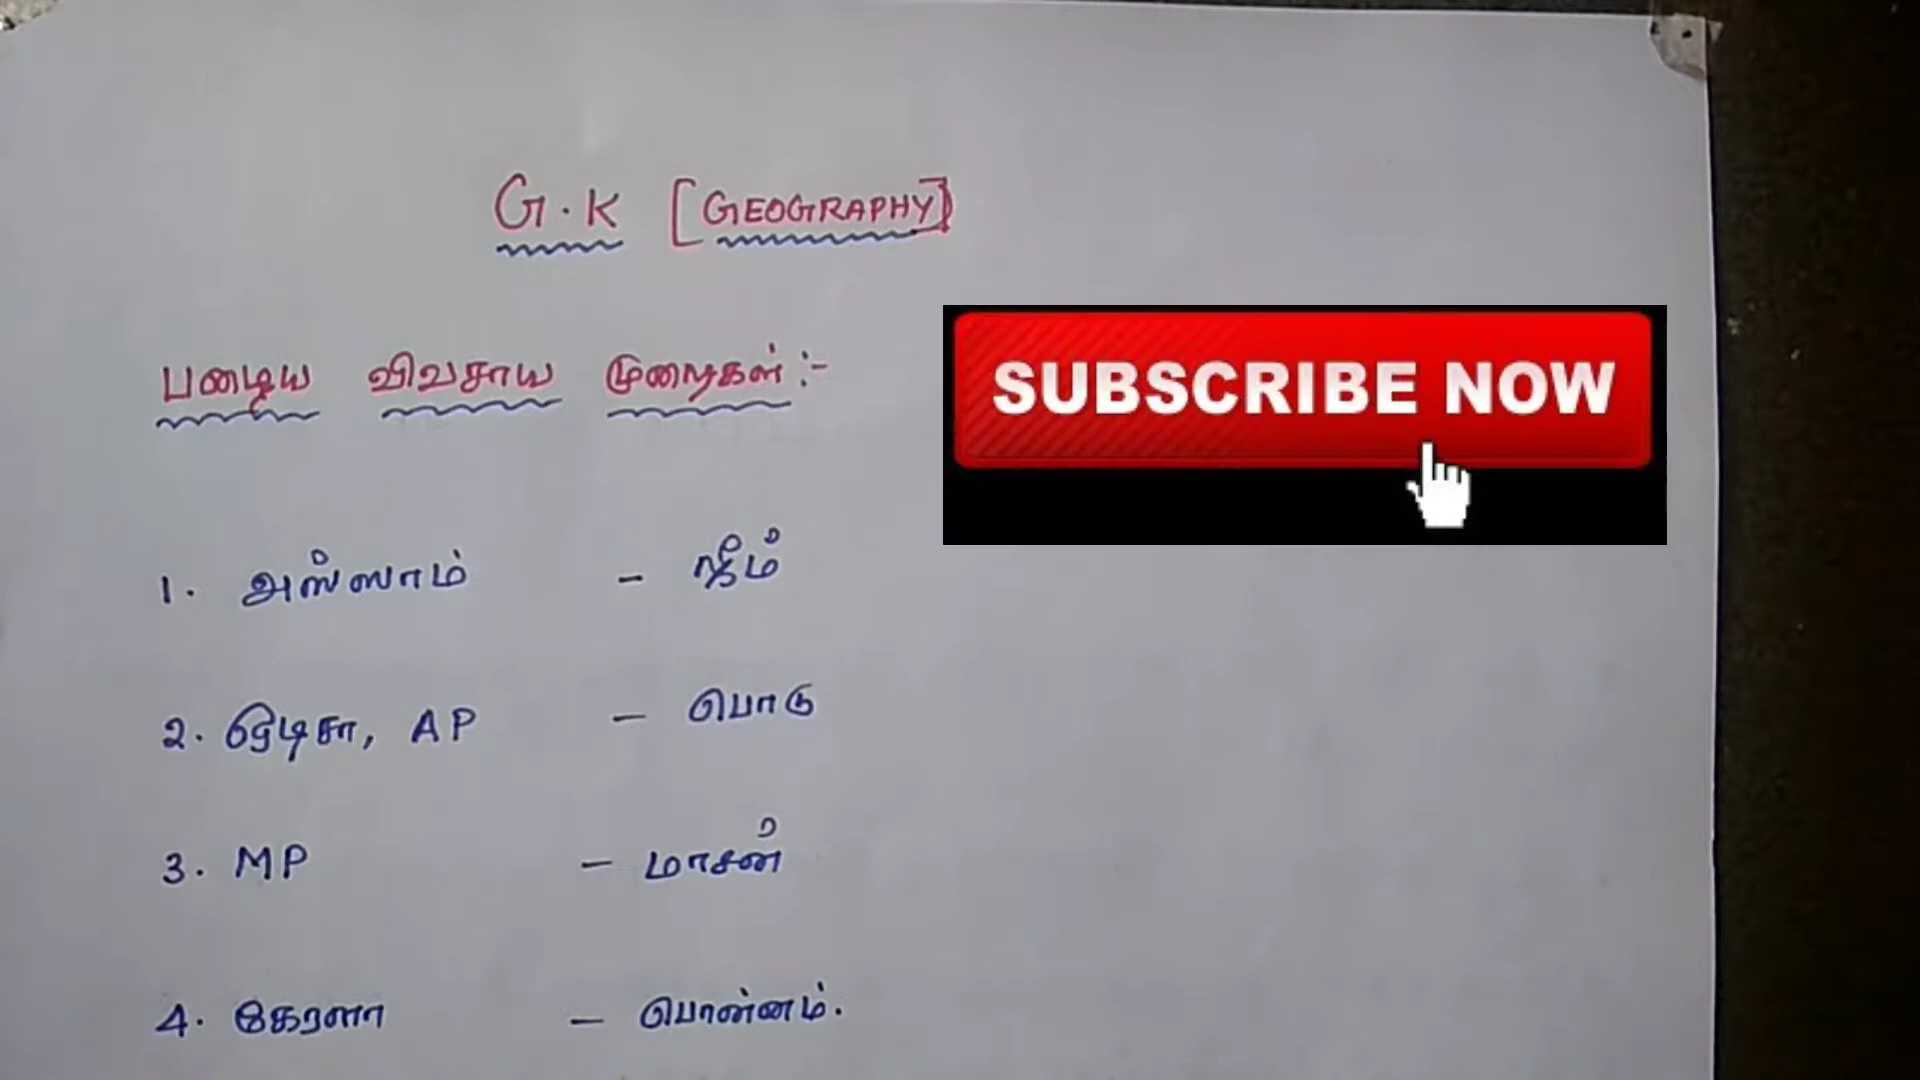 G.K [GEOGRAPHY]
பழைய விவசாய முறைகள் :-
SUBSCRIBE NOW
1. அஸ்ஸாம் - ஜீம்
2. ஒடிசா, AP - பொடு
3. MP - மாசன்
4. கேரளா - பொன்னம்.